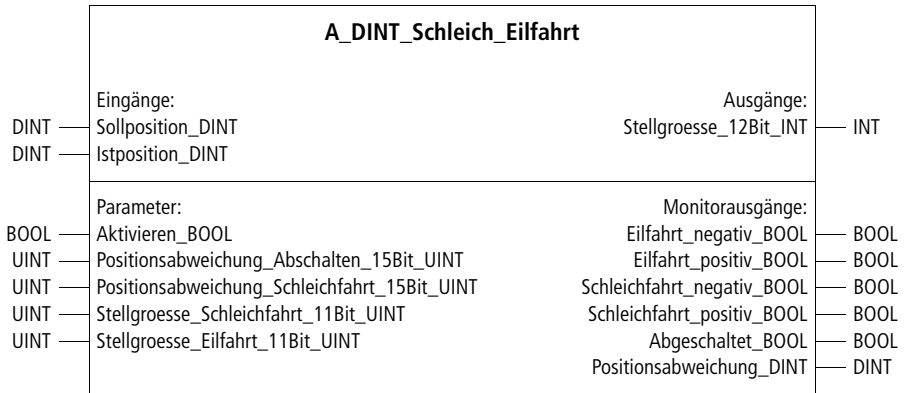 A_DINT_Schleich_Eilfahrt
Eingänge: Ausgänge:
DINT Sollposition_DINT Stellgroesse_12Bit_INT INT
DINT Istposition_DINT
Parameter: Monitorausgänge:
BOOL Aktivieren_BOOL Eilfahrt_negativ_BOOL BOOL
UINT Positionsabweichung_Abschalten_15Bit_UINT Eilfahrt_positiv_BOOL BOOL
UINT Positionsabweichung_Schleichfahrt_15Bit_UINT Schleichfahrt_negativ_BOOL BOOL
UINT Stellgroesse_Schleichfahrt_11Bit_UINT Schleichfahrt_positiv_BOOL BOOL
UINT Stellgroesse_Eilfahrt_11Bit_UINT Abgeschaltet_BOOL BOOL
Positionsabweichung_DINT DINT